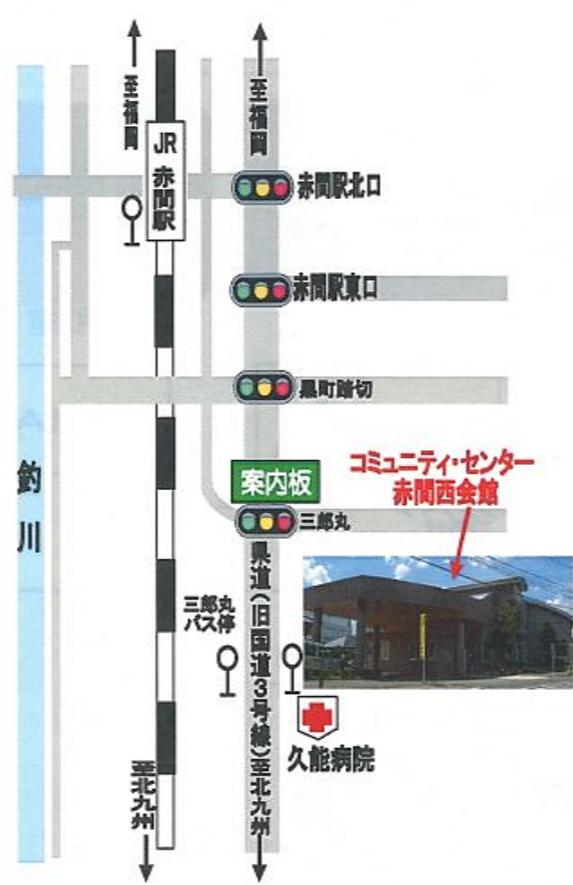 至福岡
至福岡
JR 赤間駅
赤間駅北口
赤間駅東口
黒町踏切
コミュニティ・センター
赤間西会館
案内板
釣川
三郎丸
県道(旧国道3号線)至北九州
三郎丸
バス停
久能病院
至北九州